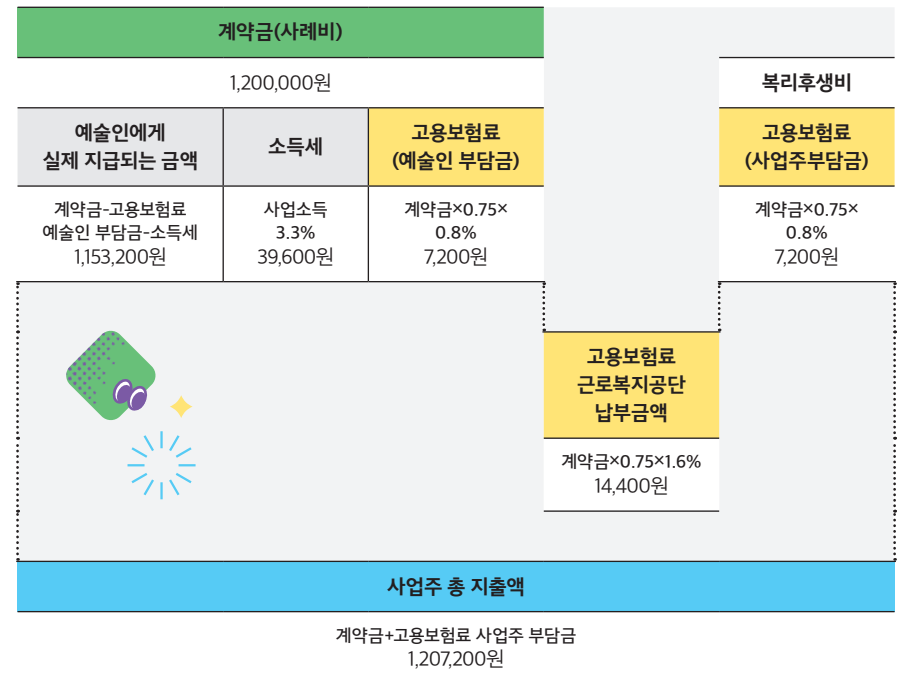 계약금(사례비)
1,200,000원
복리후생비
예술인에게
실제 지급되는 금액
소득세
고용보험료
(예술인 부담금)
고용보험료
(사업주부담금)
계약금-고용보험료
예술인 부담금-소득세
1,153,200원
사업소득
3.3%
39,600원
계약금×0.75×
0.8%
7,200원
계약금×0.75×
0.8%
7,200원
고용보험료
근로복지공단
납부금액
계약금×0.75×1.6%
14,400원
사업주 총 지출액
계약금+고용보험료 사업주 부담금
1,207,200원